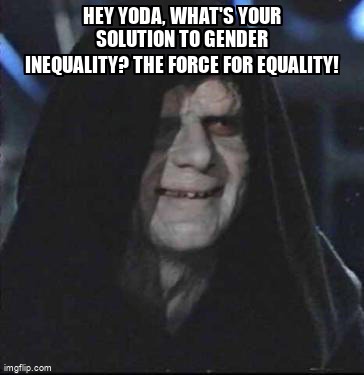 HEY YODA, WHAT'S YOUR
SOLUTION TO GENDER
INEQUALITY? THE FORCE FOR EQUALITY!
imgflip.com